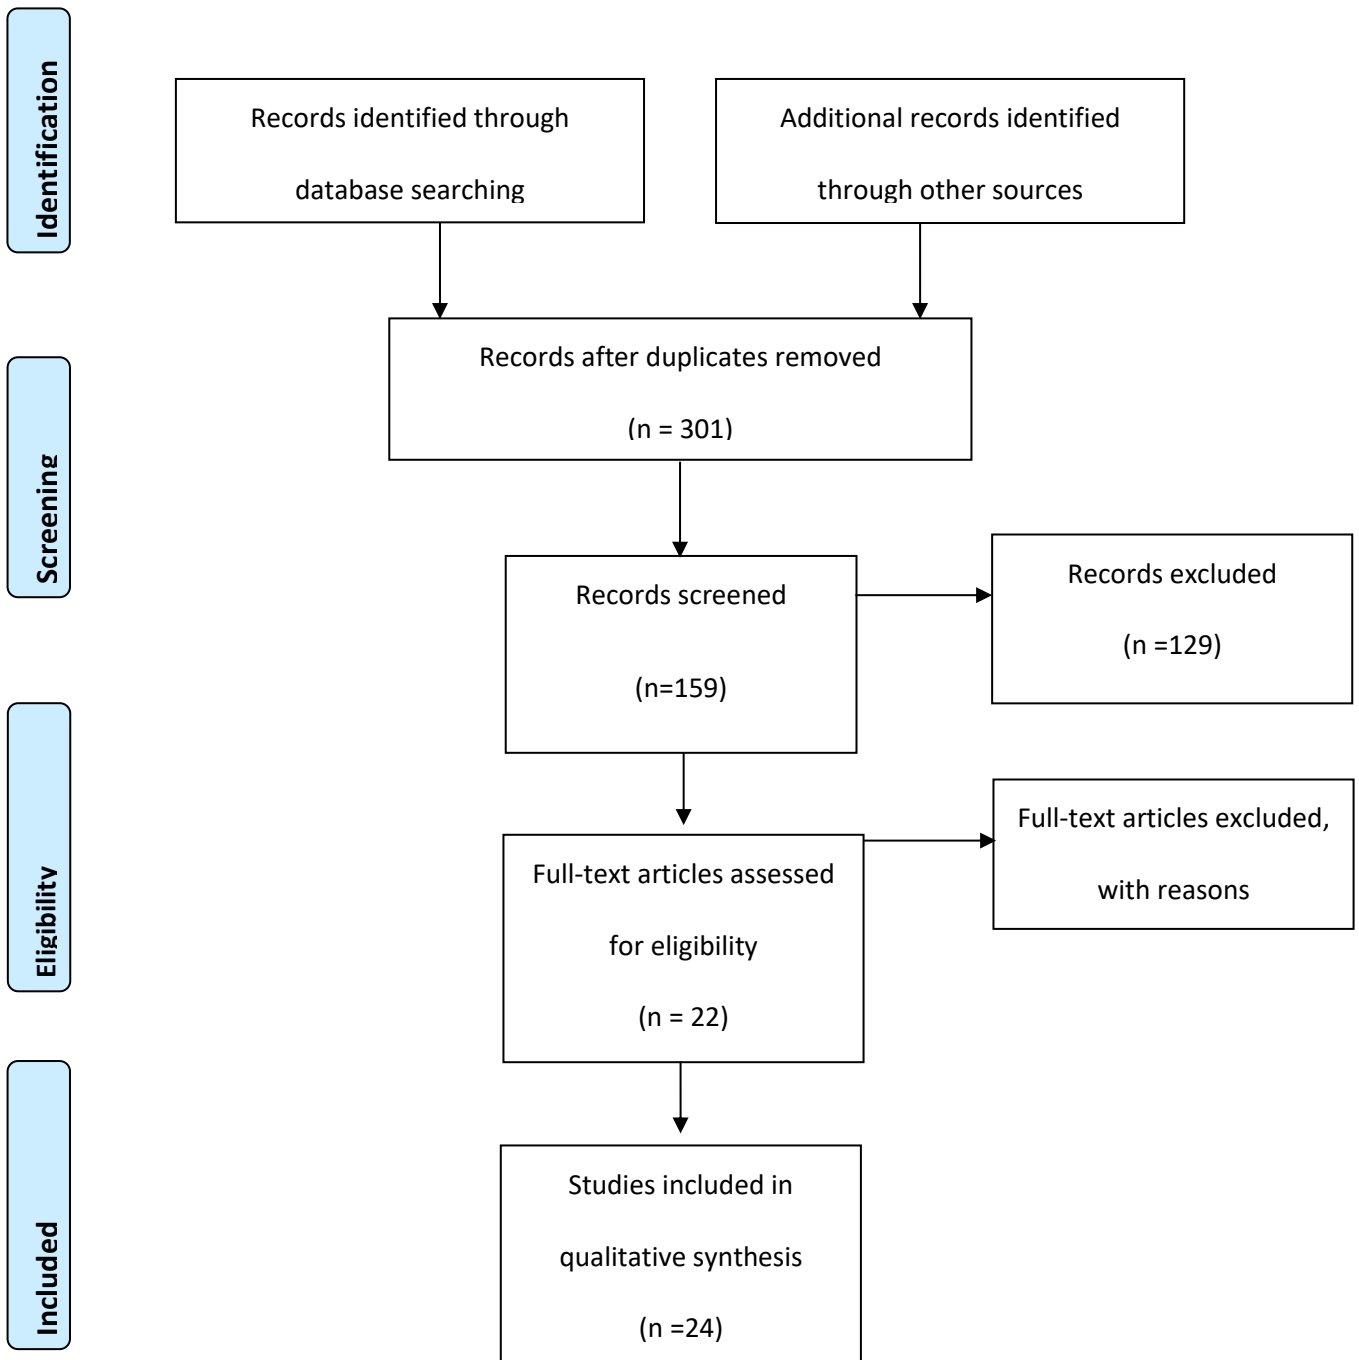 Identification
Records identified through
database searching
Additional records identified
through other sources
Records after duplicates removed
(n = 301)
Screening
Records screened
(n=159)
Records excluded
(n =129)
Eligibility
Full-text articles assessed
for eligibility
(n = 22)
Full-text articles excluded,
with reasons
Included
Studies included in
qualitative synthesis
(n =24)